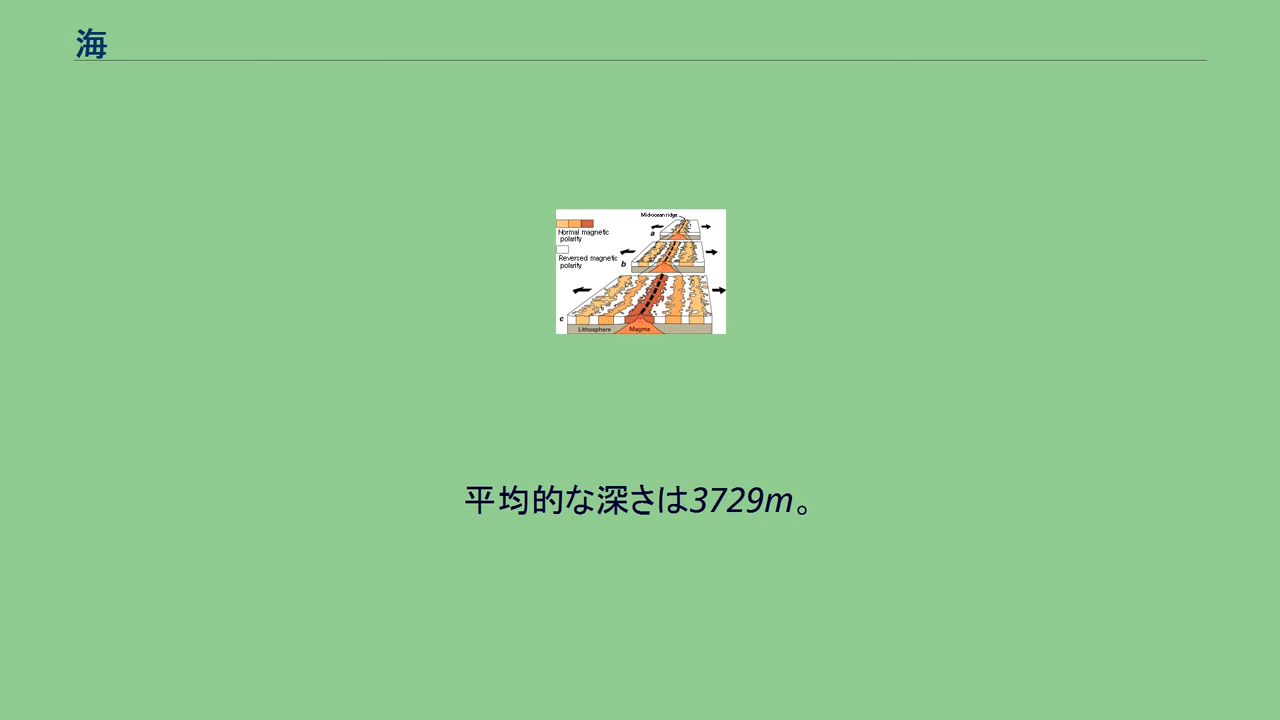 海
Mid-ocean ridge
Normal magnetic
polarity
a
Reversed magnetic
polarity
b
c
Lithosphere
Magma
平均的な深さは3729m。